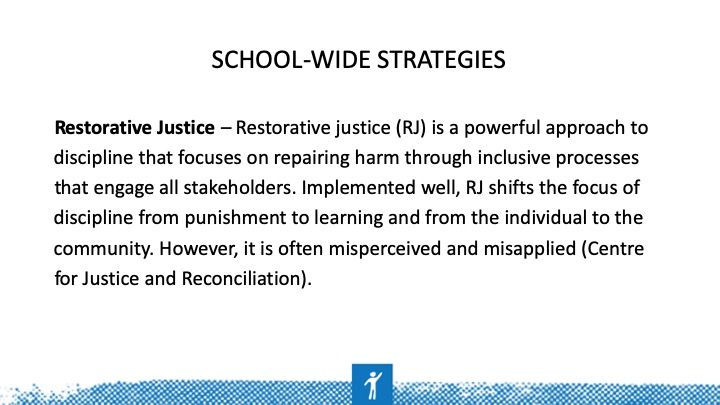 SCHOOL-WIDE STRATEGIES
Restorative Justice – Restorative justice (RJ) is a powerful approach to
discipline that focuses on repairing harm through inclusive processes
that engage all stakeholders. Implemented well, RJ shifts the focus of
discipline from punishment to learning and from the individual to the
community. However, it is often misperceived and misapplied (Centre
for Justice and Reconciliation).